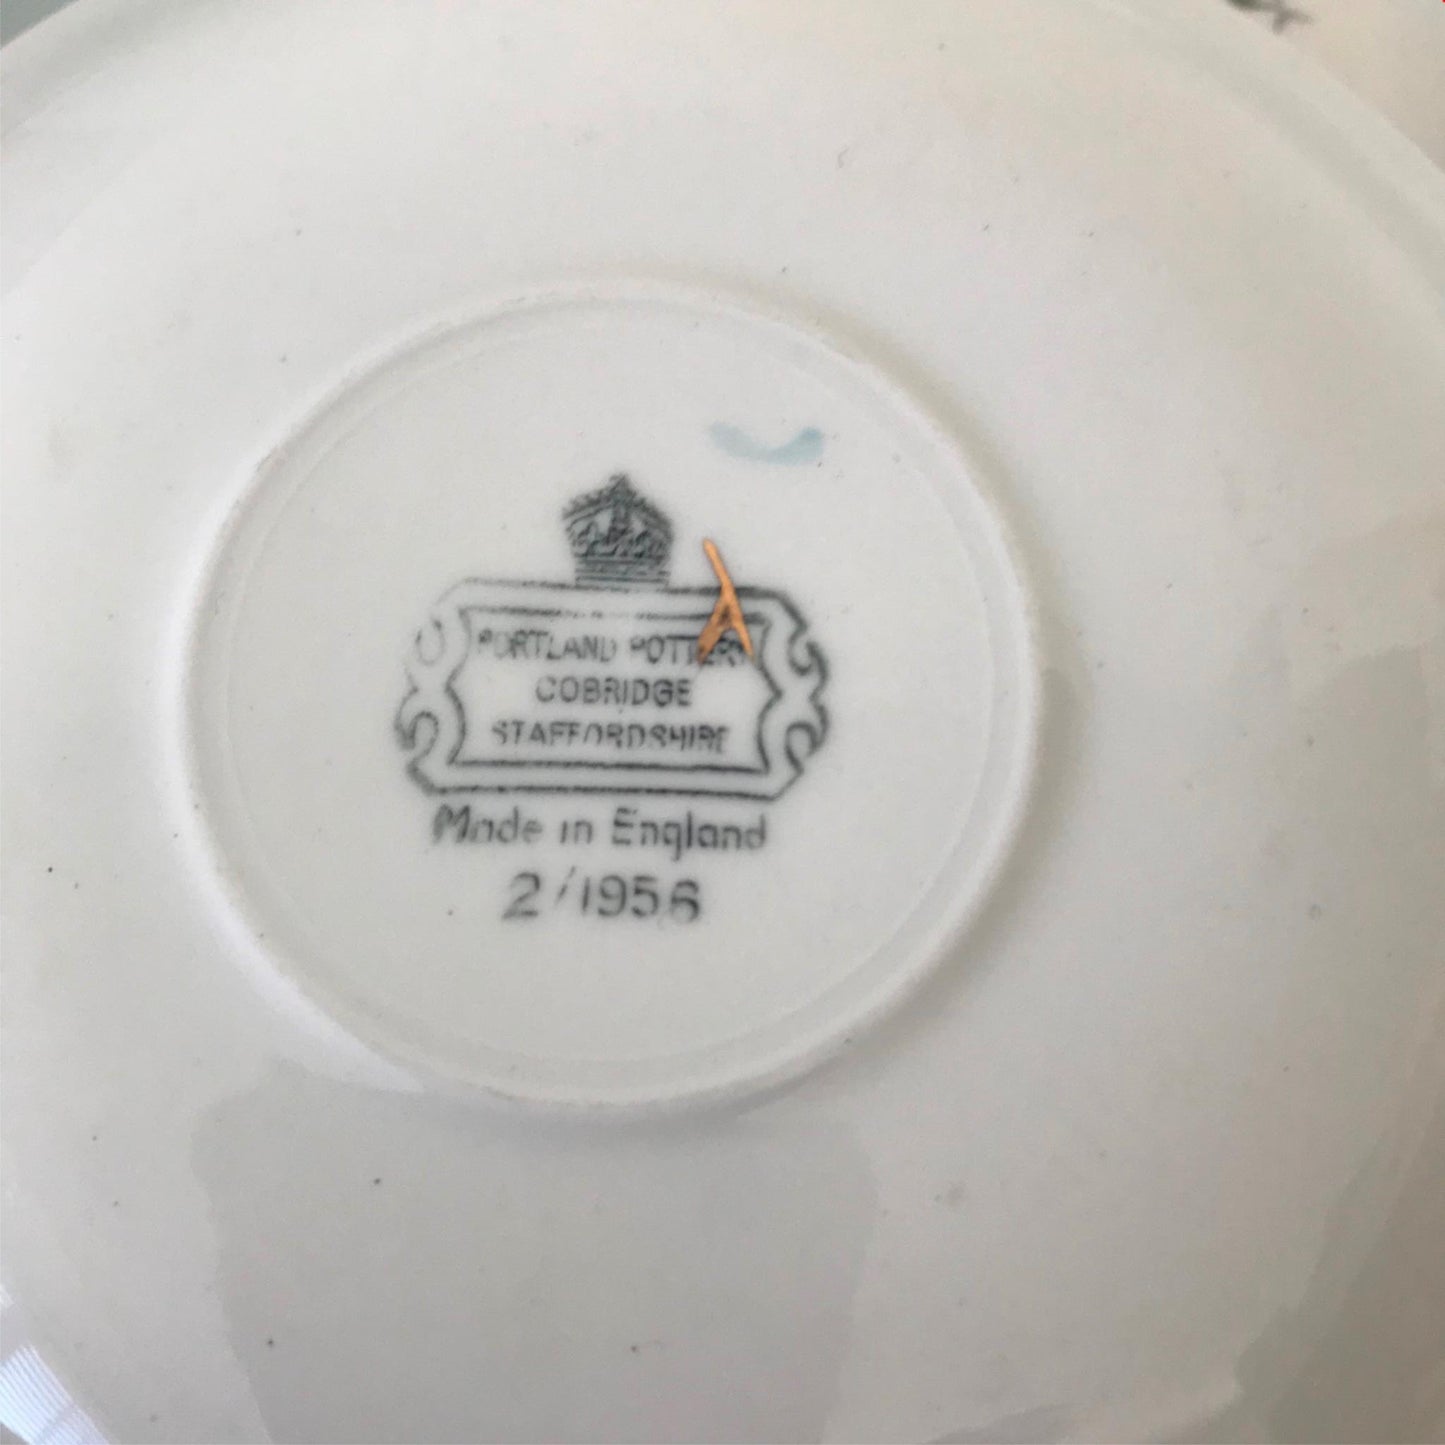 PORTLAND POTTERY
COBRIDGE
STAFFORDSHIRE
Made in England
2/1956